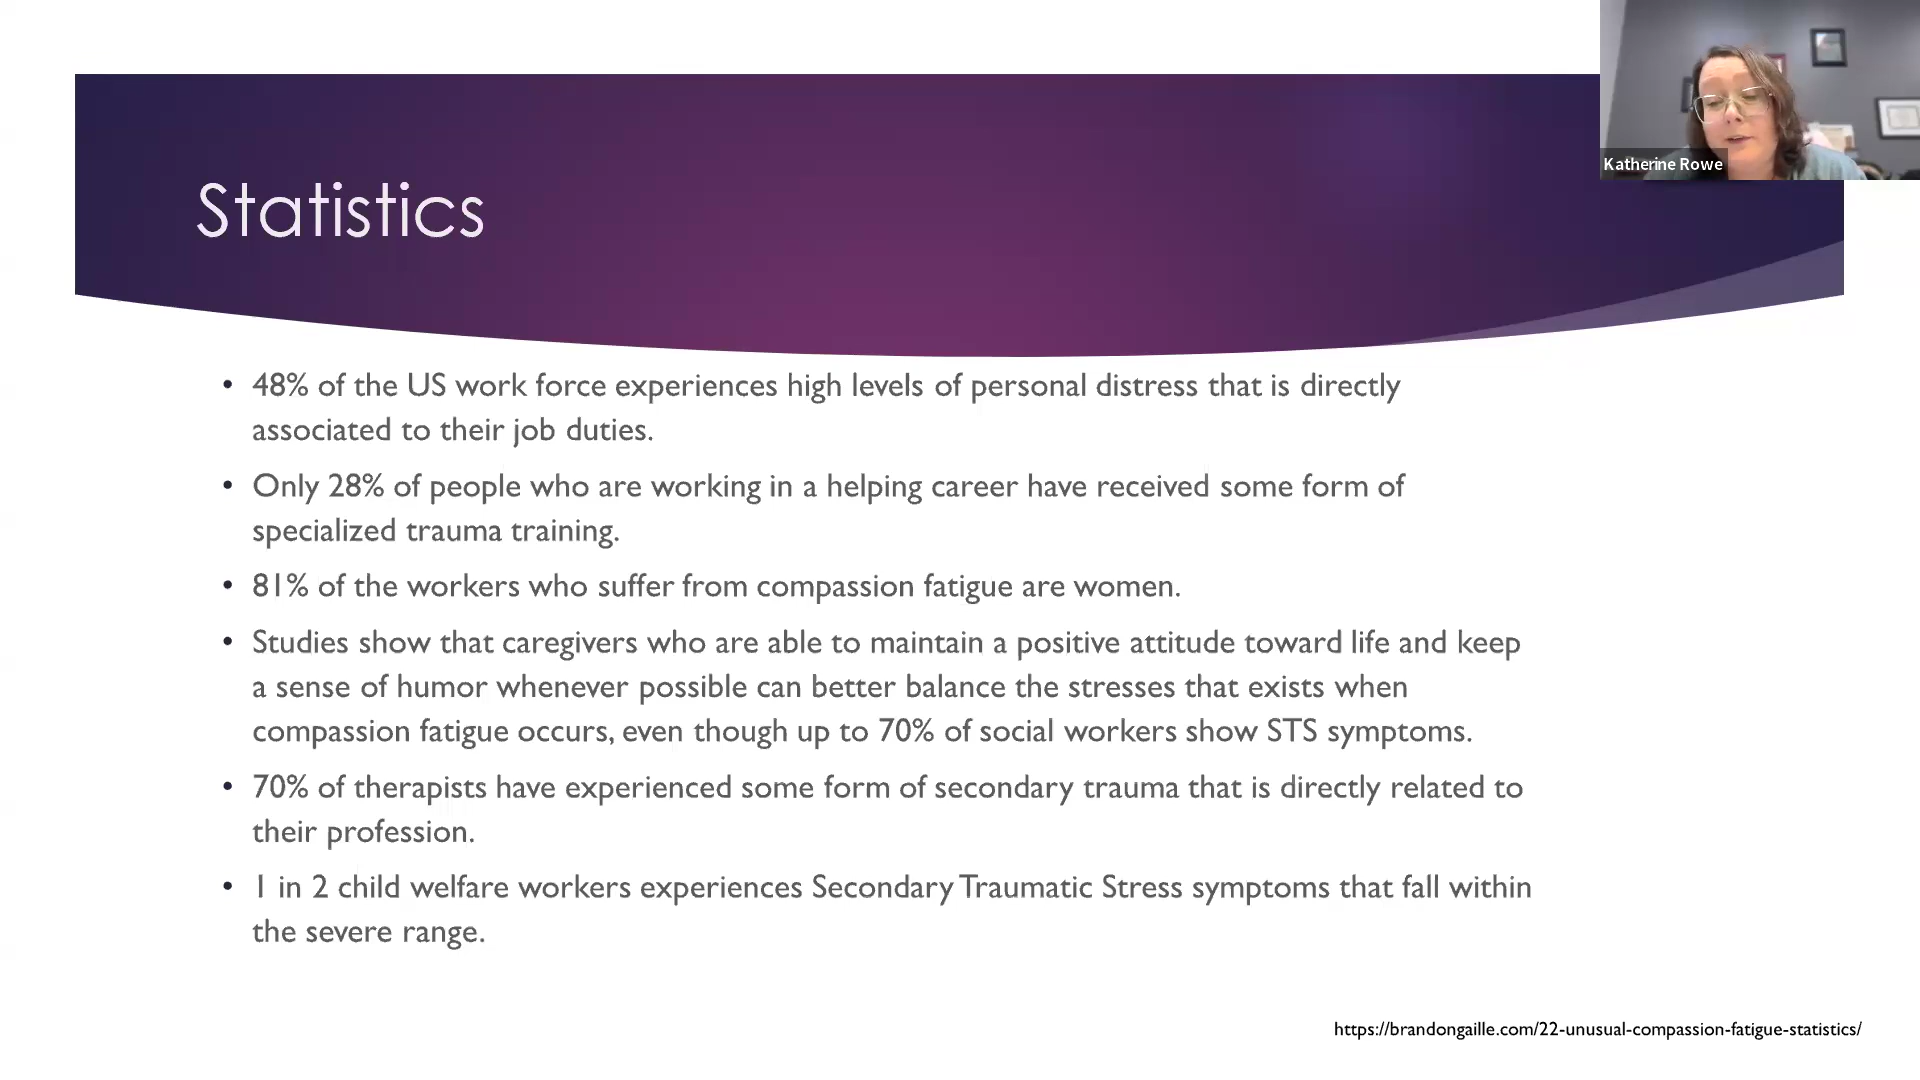 Katherine Rowe
Statistics
• 48% of the US work force experiences high levels of personal distress that is directly
associated to their job duties.
• Only 28% of people who are working in a helping career have received some form of
specialized trauma training.
• 81% of the workers who suffer from compassion fatigue are women.
• Studies show that caregivers who are able to maintain a positive attitude toward life and keep
a sense of humor whenever possible can better balance the stresses that exists when
compassion fatigue occurs, even though up to 70% of social workers show STS symptoms.
• 70% of therapists have experienced some form of secondary trauma that is directly related to
their profession.
• 1 in 2 child welfare workers experiences Secondary Traumatic Stress symptoms that fall within
the severe range.
https://brandongaille.com/22-unusual-compassion-fatigue-statistics/